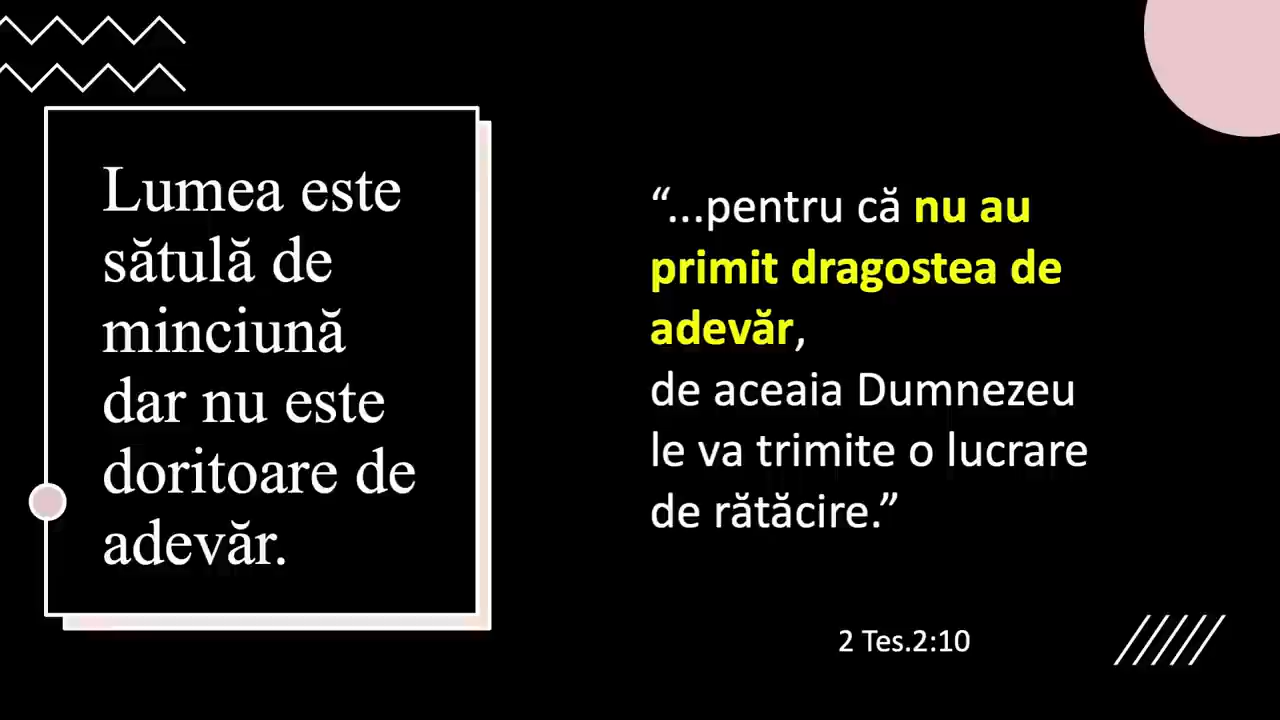 Lumea este
sătulă de
minciună
dar nu este
doritoare de
adevăr.
“...pentru că nu au
primit dragostea de
adevăr,
de aceaia Dumnezeu
le va trimite o lucrare
de rătăcire.”
2 Tes.2:10